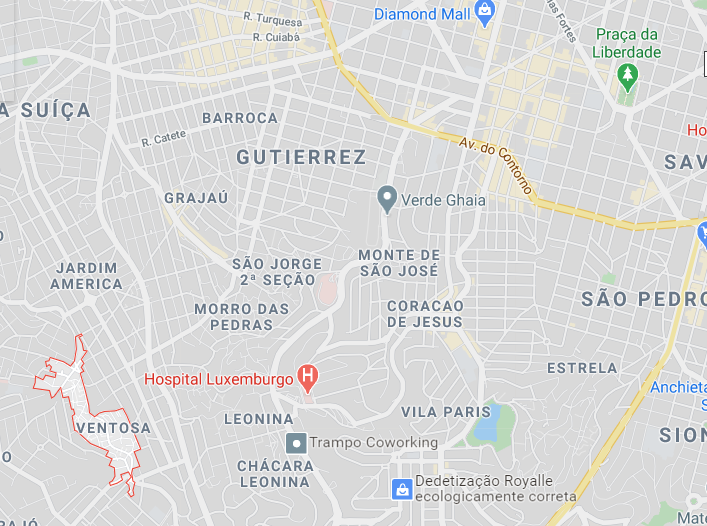 Diamond Mall
R. Turquesa
R. Cuiabá
Praça da
Liberdade
A SUÍÇA
BARROCA
R. Catete
GUTIERREZ
Av. do Contorno
SAV
GRAJAÚ
Verde Ghaia
JARDIM
AMERICA
SÃO JORGE
2ª SEÇÃO
MONTE DE
SÃO JOSÉ
MORRO DAS
PEDRAS
CORACAO
DE JESUS
SÃO PEDRO
Hospital Luxemburgo
ESTRELA
Anchieta
S
VENTOSA
LEONINA
VILA PARIS
SION
Trampo Coworking
CHÁCARA
LEONINA
Dedetização Royalle
ecologicamente correta